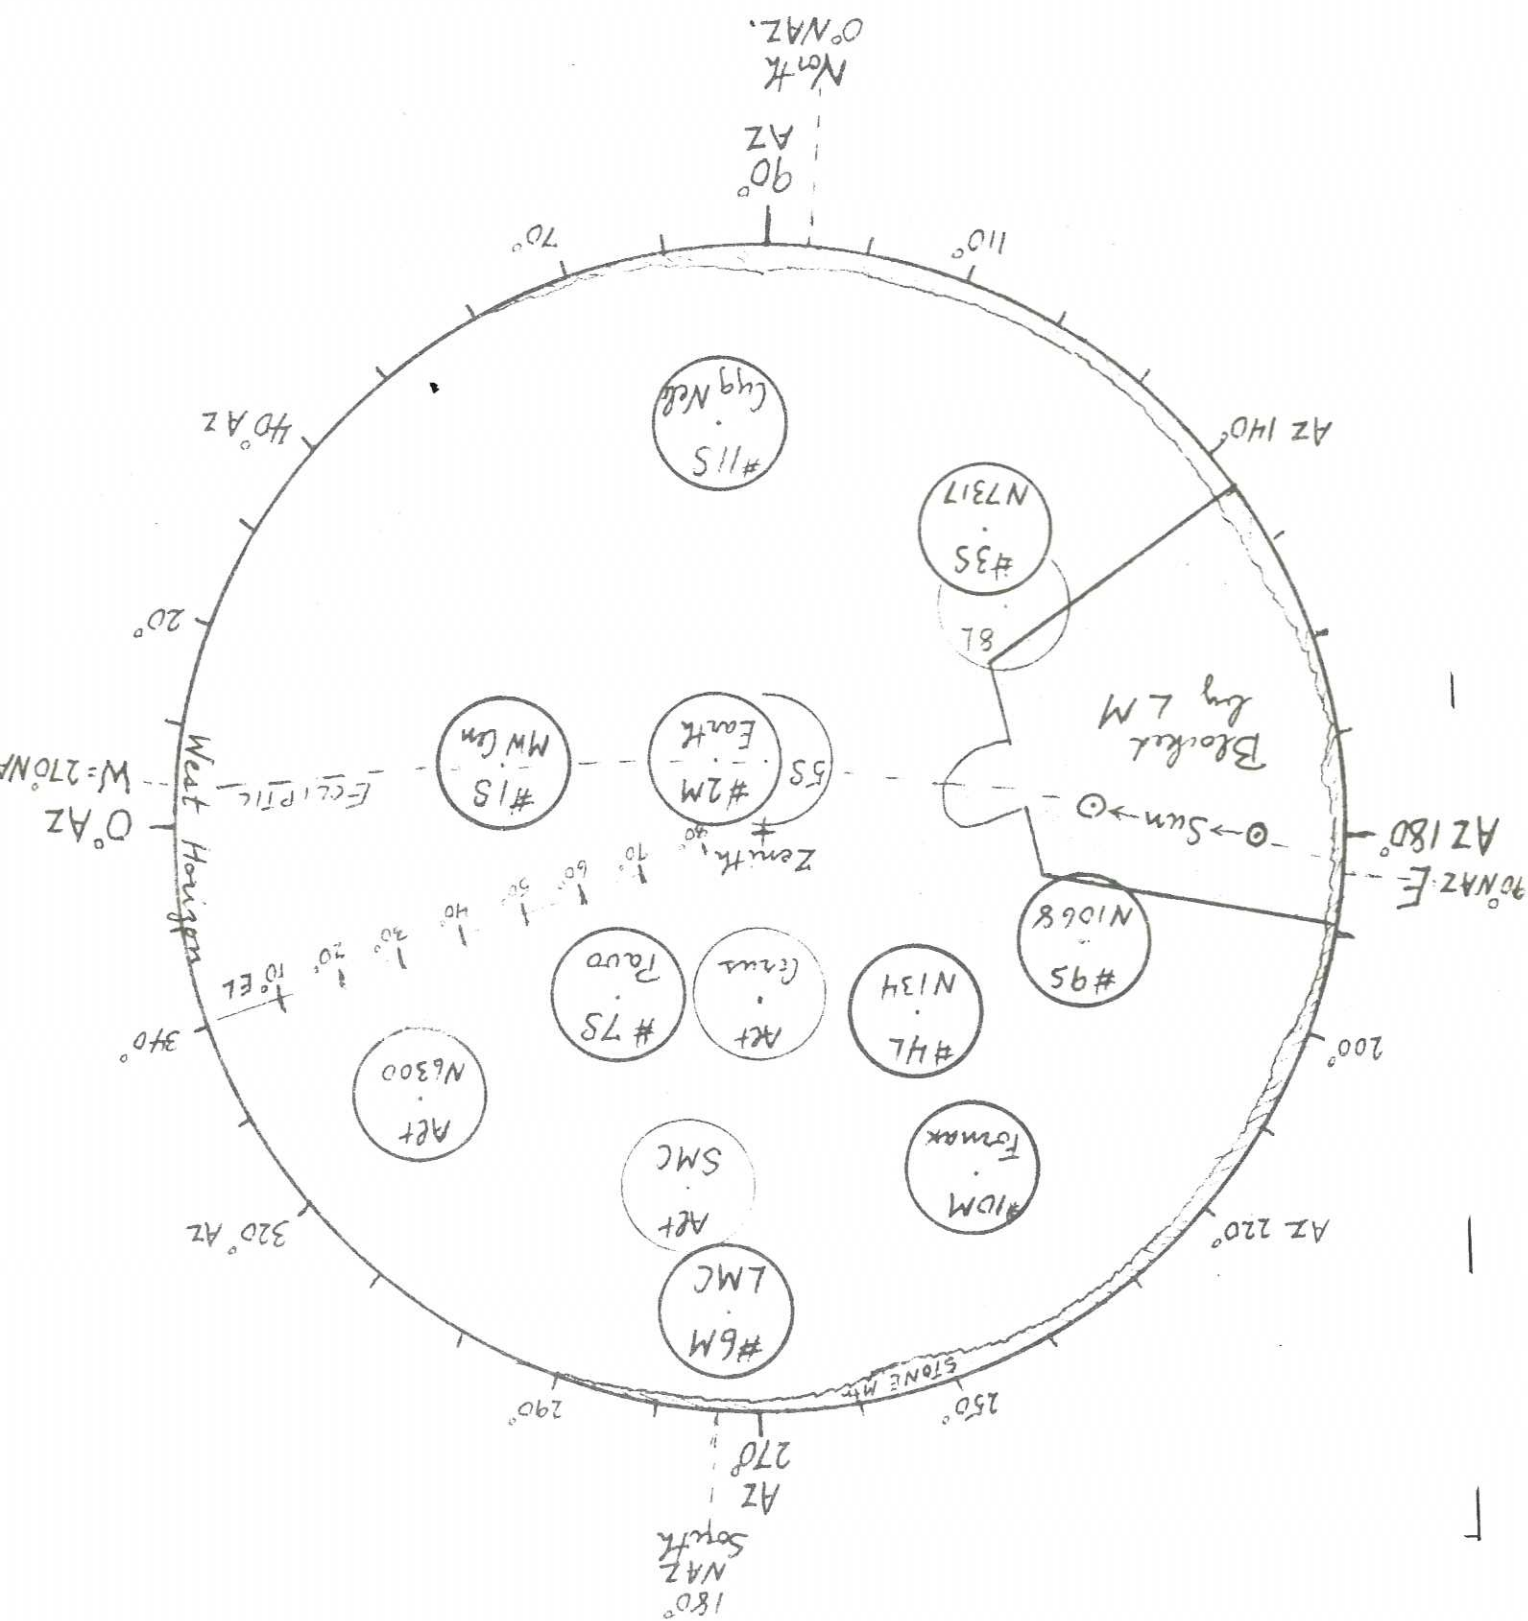 180°
NAZ
South
AZ
270°
250°
290°
STONE Mtn
#6M
LMC
AZ 220°
320° AZ
#10M
Fornax
Alt
SMC
Alt
N6300
200°
340°
#4L
N134
Alt
Grus
#7S
Pavo
#9S
N1068
10° EL
20°
30°
40°
50°
60°
70°
80°
Zenith
90° NAZ E
AZ 180°
Sun
Blocked
by LM
5S
#2M
Earth
#1S
MW Cen
ECLIPTIC
West Horizon
0° AZ
W=270°NA
8L
#3S
N7317
20°
#11S
Cyg Neb
AZ 140°
40° AZ
110°
70°
90°
AZ
North
0° NAZ.